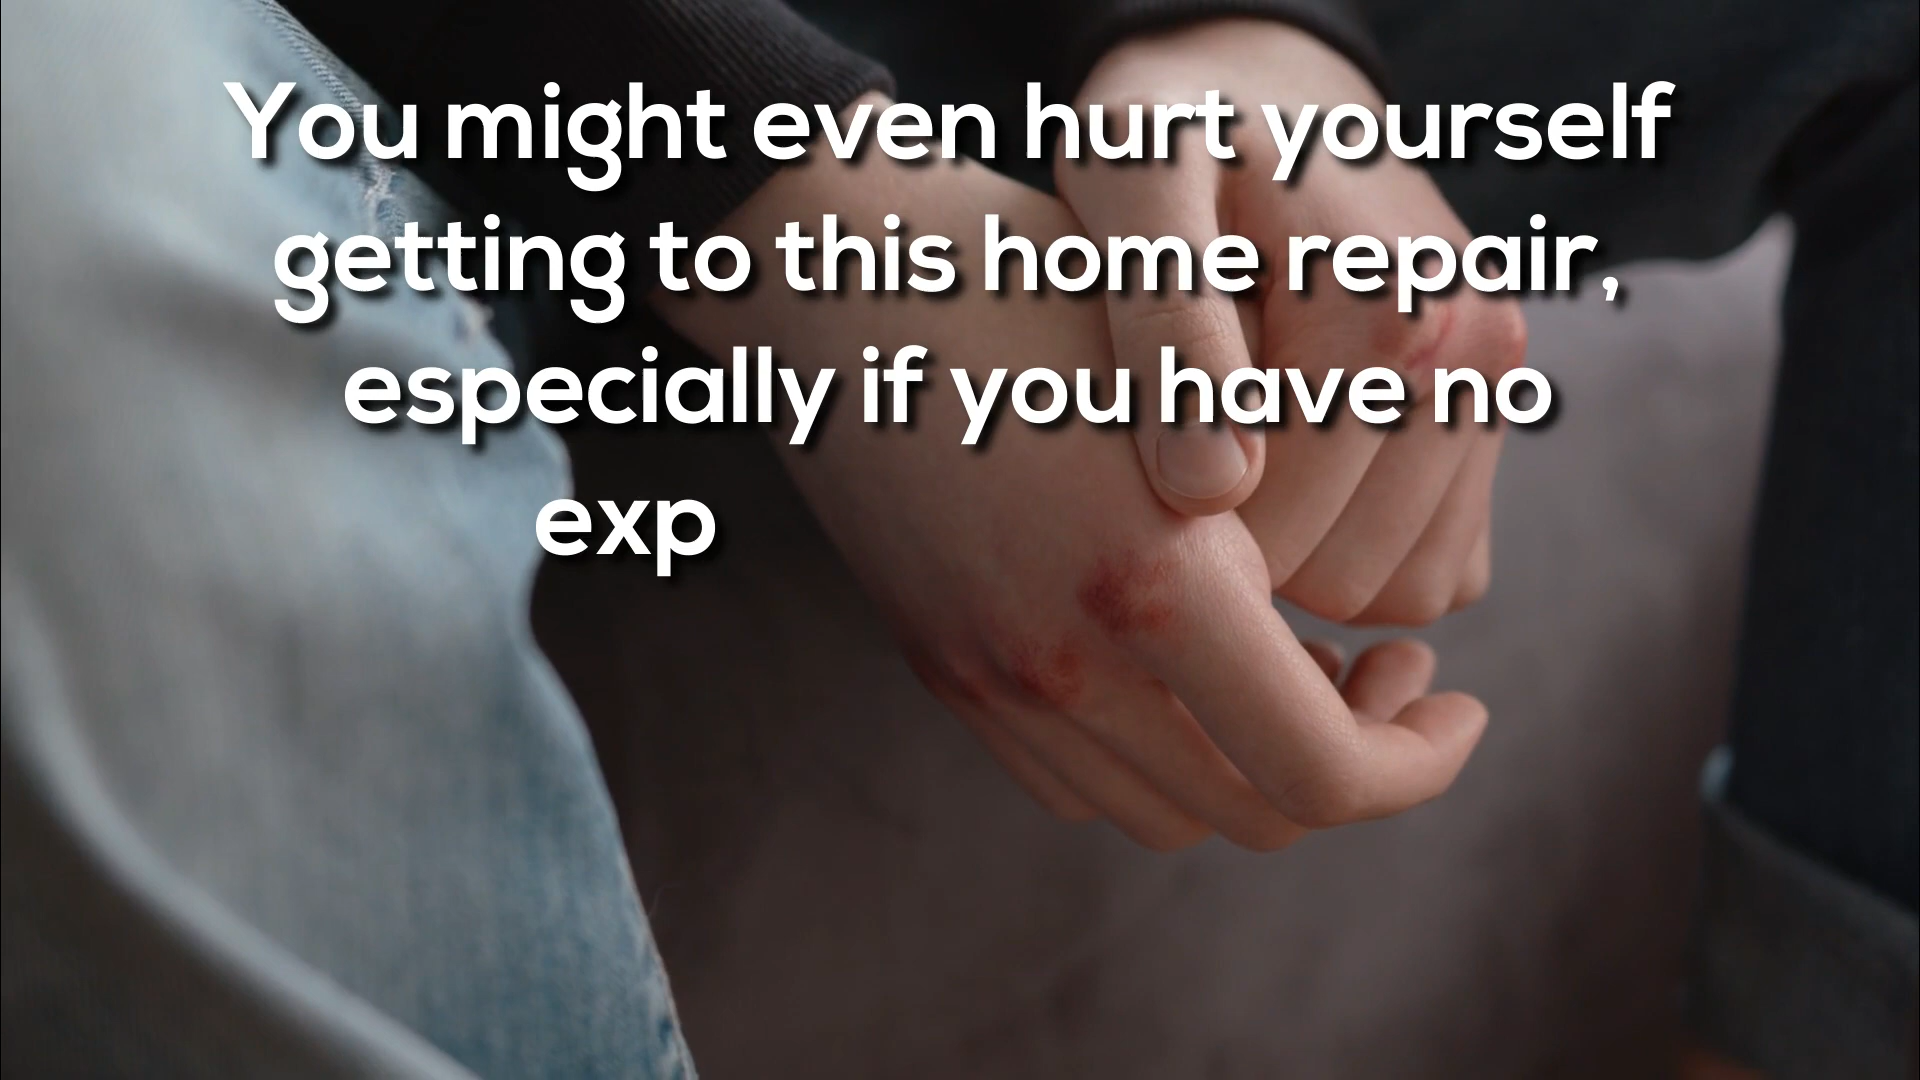 You might even hurt yourself
getting to this home repair,
especially if you have no
exp